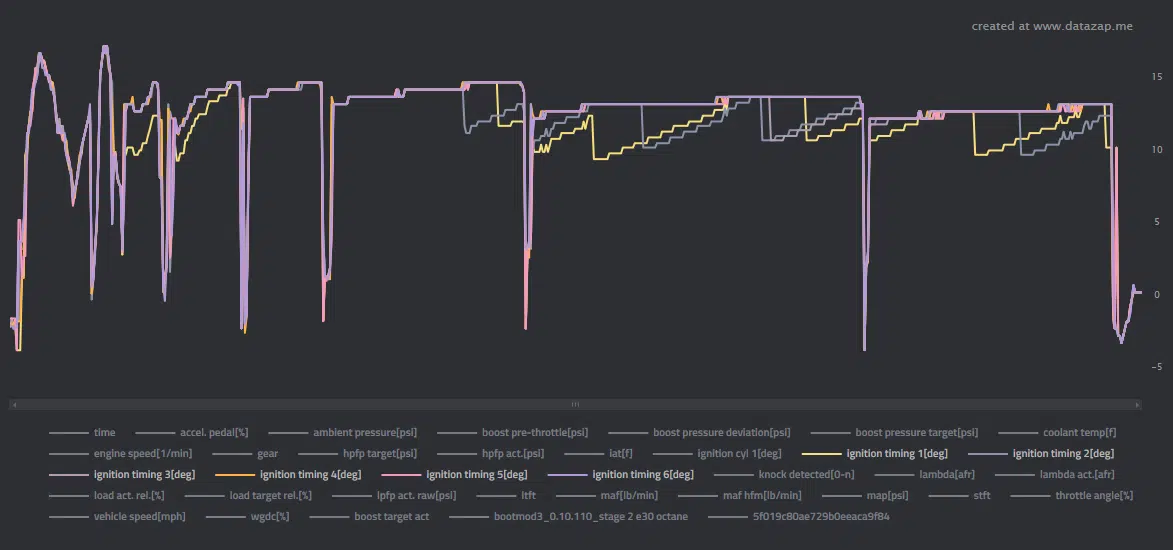 created at www.datazap.me
15
10
5
0
−5
time accel. pedal[%] ambient pressure[psi] boost pre-throttle[psi] boost pressure deviation[psi] boost pressure target[psi] coolant temp[f]
engine speed[1/min] gear hpfp target[psi] hpfp act.[psi] iat[f] ignition cyl 1[deg] ignition timing 1[deg] ignition timing 2[deg]
ignition timing 3[deg] ignition timing 4[deg] ignition timing 5[deg] ignition timing 6[deg] knock detected[0-n] lambda[afr] lambda act.[afr]
load act. rel.[%] load target rel.[%] lpfp act. raw[psi] ltft maf[lb/min] maf hfm[lb/min] map[psi] stft throttle angle[%]
vehicle speed[mph] wgdc[%] boost target act bootmod3_0.10.110_stage 2 e30 octane 5f019c80ae729b0eeaca9f84